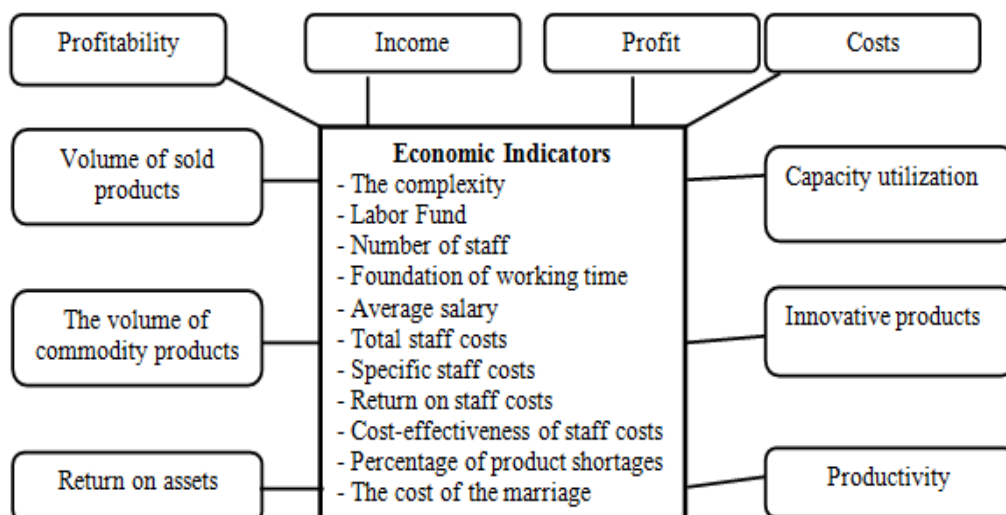 Profitability
Income
Profit
Costs
Volume of sold
products
The volume of
commodity products
Return on assets
Economic Indicators
- The complexity
- Labor Fund
- Number of staff
- Foundation of working time
- Average salary
- Total staff costs
- Specific staff costs
- Return on staff costs
- Cost-effectiveness of staff costs
- Percentage of product shortages
- The cost of the marriage
Capacity utilization
Innovative products
Productivity